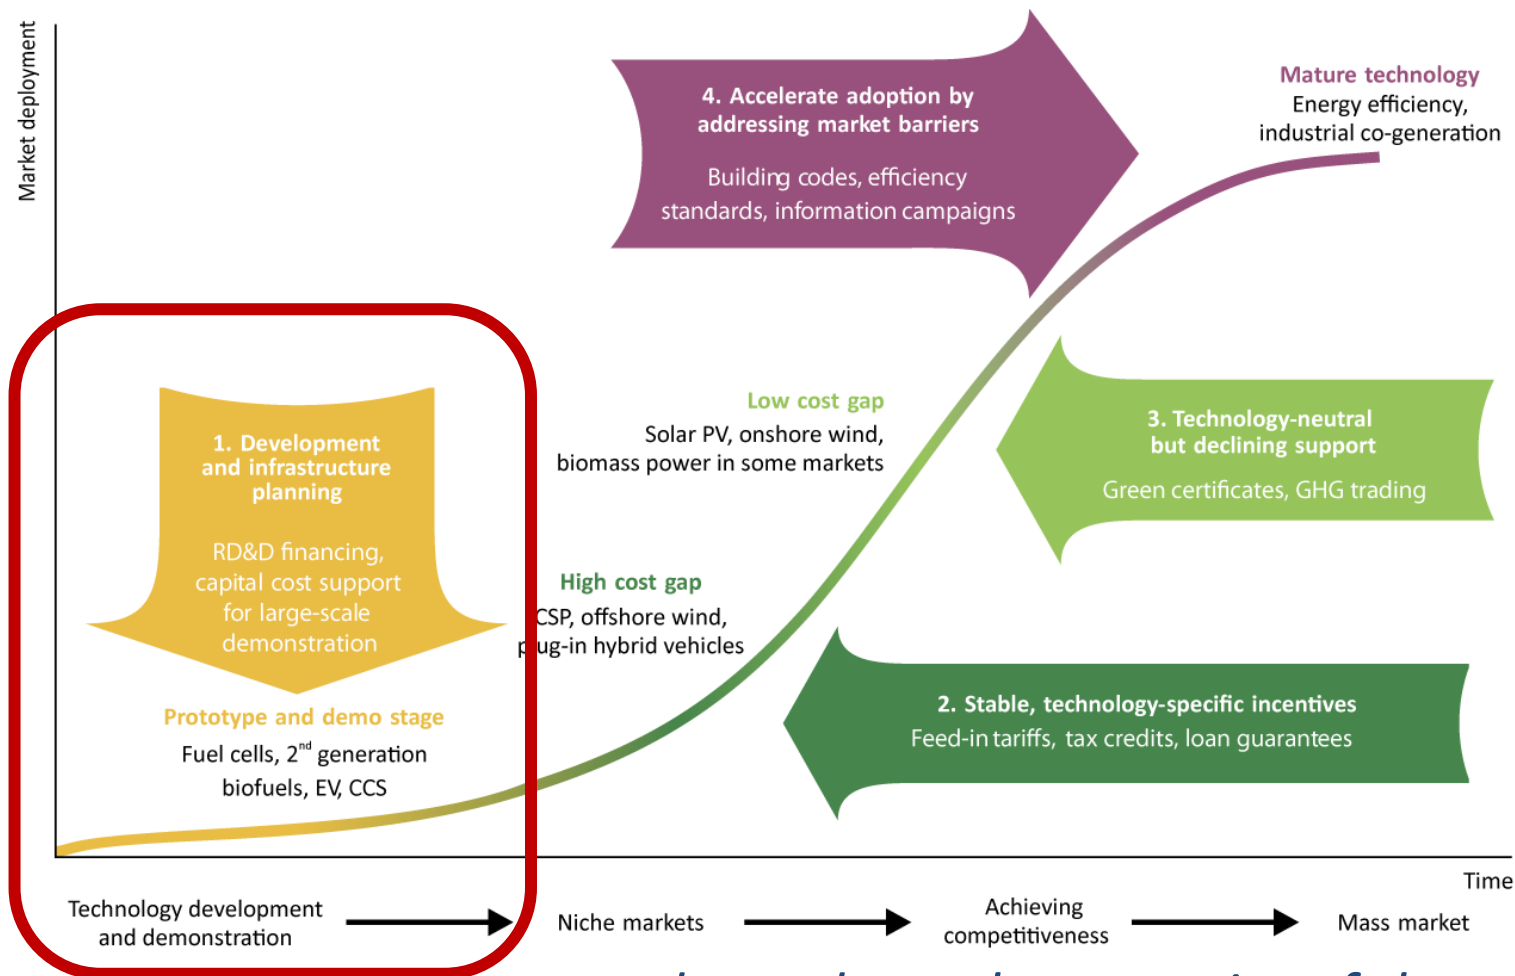 Market deployment
4. Accelerate adoption by
addressing market barriers
Building codes, efficiency
standards, information campaigns
Mature technology
Energy efficiency,
industrial co-generation
1. Development
and infrastructure
planning
RD&D financing,
capital cost support
for large-scale
demonstration
Prototype and demo stage
Fuel cells, 2nd generation
biofuels, EV, CCS
Low cost gap
Solar PV, onshore wind,
biomass power in some markets
High cost gap
CSP, offshore wind,
plug-in hybrid vehicles
3. Technology-neutral
but declining support
Green certificates, GHG trading
2. Stable, technology-specific incentives
Feed-in tariffs, tax credits, loan guarantees
Time
Technology development
and demonstration
Niche markets
Achieving
competitiveness
Mass market